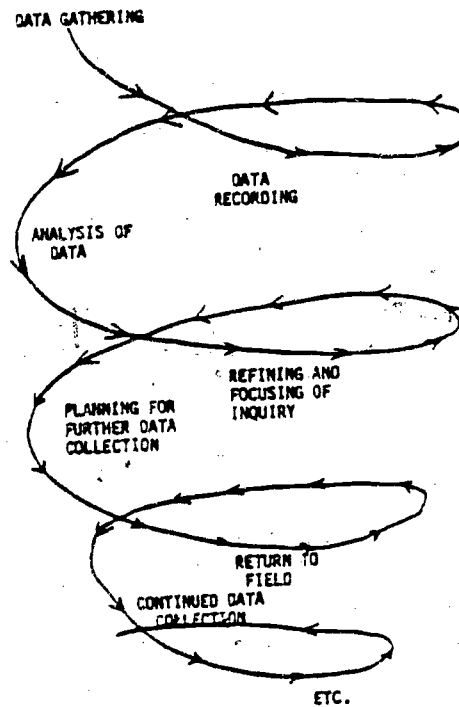 DATA GATHERING
DATA
RECORDING
ANALYSIS OF
DATA
REFINING AND
FOCUSING OF
INQUIRY
PLANNING FOR
FURTHER DATA
COLLECTION
RETURN TO
FIELD
CONTINUED DATA
COLLECTION
ETC.